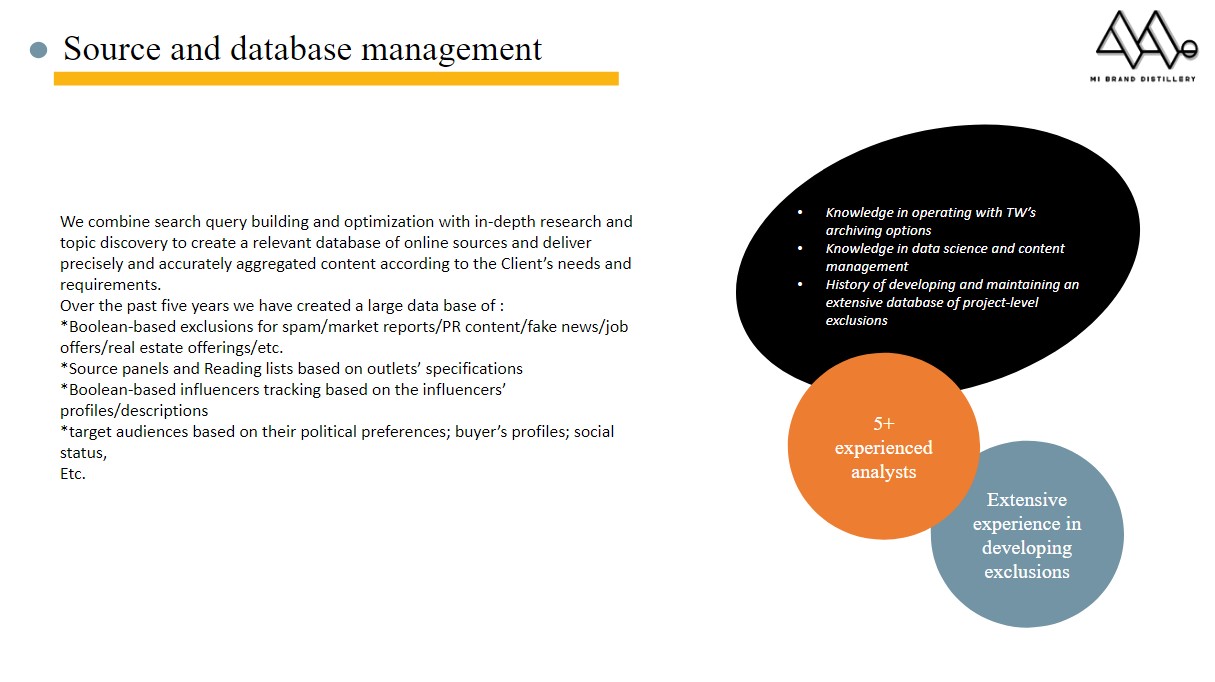 Source and database management
MI BRAND DISTILLERY
We combine search query building and optimization with in-depth research and
topic discovery to create a relevant database of online sources and deliver
precisely and accurately aggregated content according to the Client’s needs and
requirements.
Over the past five years we have created a large data base of :
*Boolean-based exclusions for spam/market reports/PR content/fake news/job
offers/real estate offerings/etc.
*Source panels and Reading lists based on outlets’ specifications
*Boolean-based influencers tracking based on the influencers’
profiles/descriptions
*target audiences based on their political preferences; buyer’s profiles; social
status,
Etc.
• Knowledge in operating with TW’s
archiving options
• Knowledge in data science and content
management
• History of developing and maintaining an
extensive database of project-level
exclusions
5+
experienced
analysts
Extensive
experience in
developing
exclusions